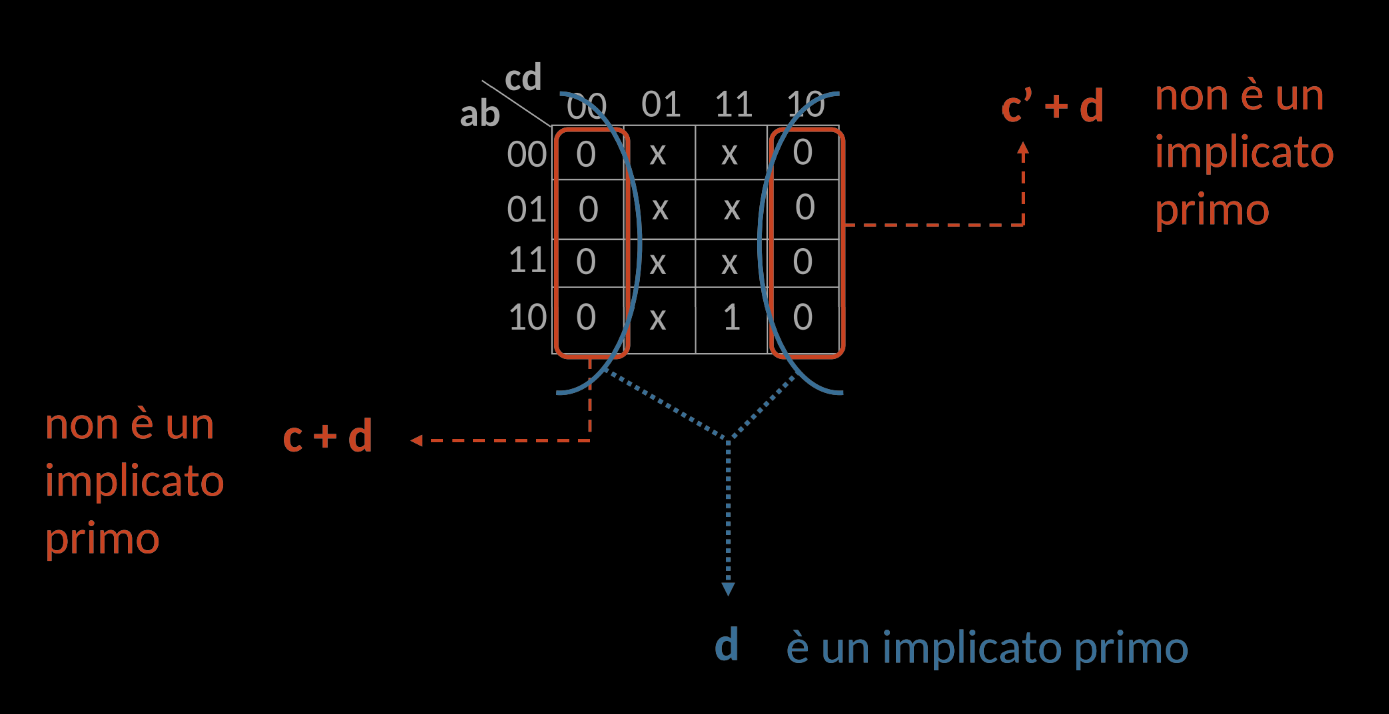 cd
ab
00 01 11 10
00 0 x x 0
01 0 x x 0
11 0 x x 0
10 0 x 1 0
c’ + d
non è un
implicato
primo
non è un
implicato
primo
c + d
d è un implicato primo